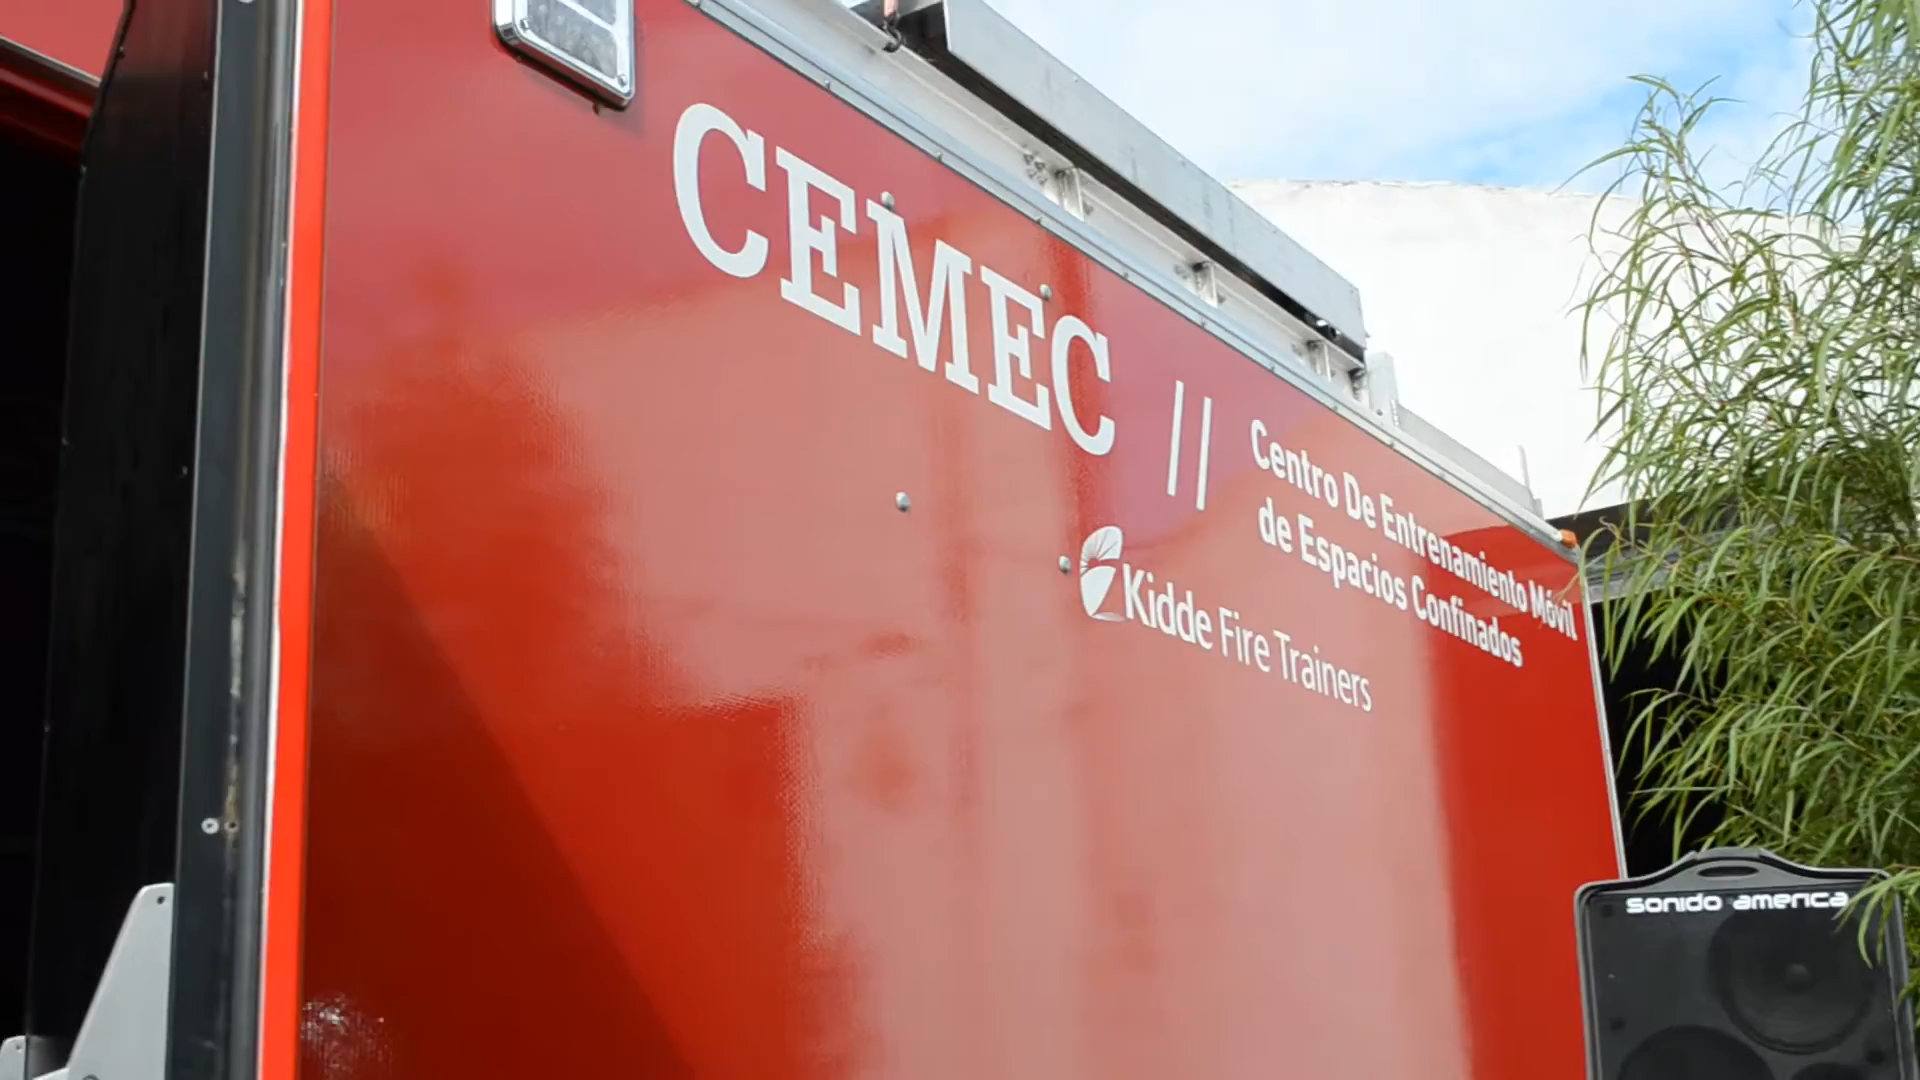 CEMEC //
Centro De Entrenamiento Móvil
de Espacios Confinados
Kidde Fire Trainers
sonido america